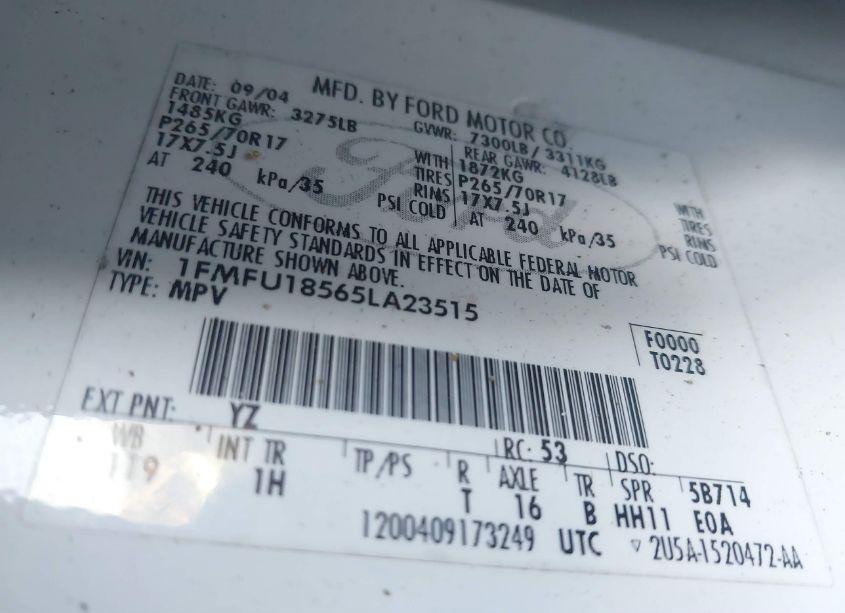 MFD. BY FORD MOTOR CO.
DATE: 09/04 GVWR: 7300LB/ 3311KG
FRONT GAWR: 3275LB REAR GAWR: 4128LB
1485KG WITH 1872KG WITH
P265/70R17 TIRES P265/70R17 TIRES
17X7.5J RIMS 17X7.5J RIMS
AT 240 kPa/35 PSI COLD AT 240 kPa/35 PSI COLD
THIS VEHICLE CONFORMS TO ALL APPLICABLE FEDERAL MOTOR
VEHICLE SAFETY STANDARDS IN EFFECT ON THE DATE OF
MANUFACTURE SHOWN ABOVE.
VIN: 1FMFU18565LA23515
TYPE: MPV
F0000
T0228
EXT PNT: YZ RC: 53 DSO:
WB INT TR TP/PS R AXLE TR SPR 5B714
119 1H T 16 B HH11 E0A
1200409173249 UTC ▽ 2U5A-1520472-AA
Ford